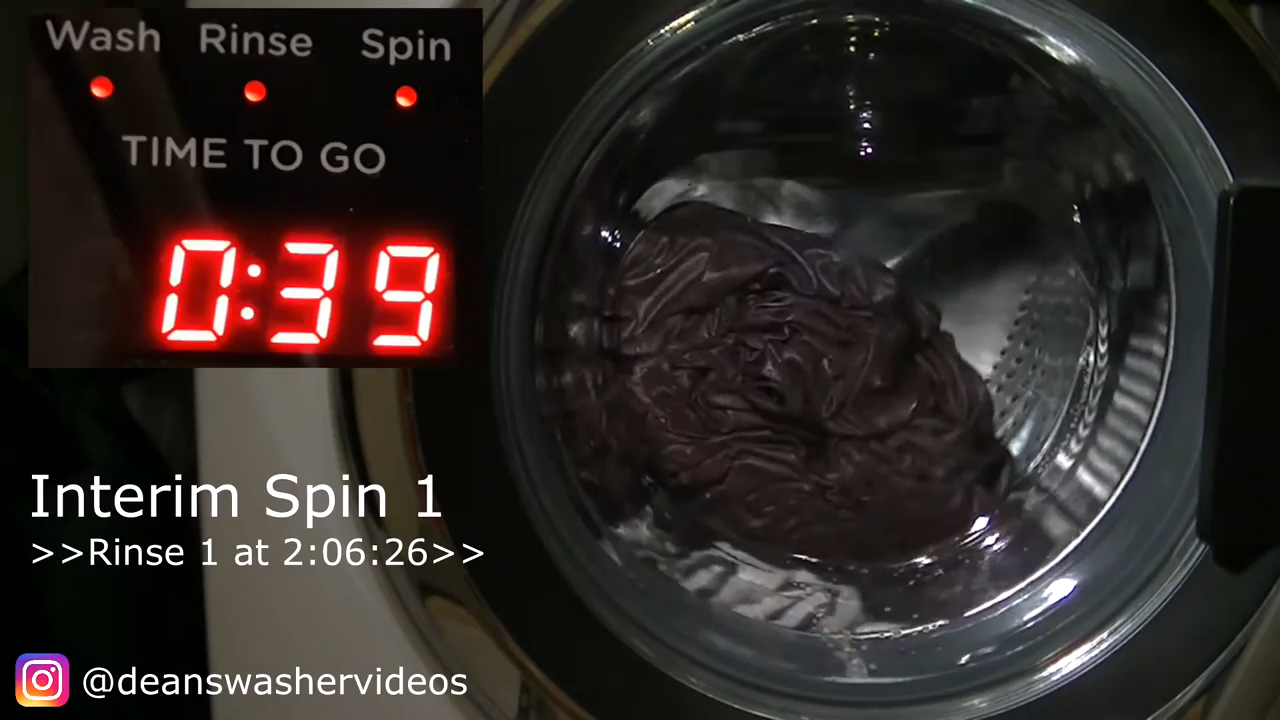 Wash Rinse Spin
TIME TO GO
0:39
Interim Spin 1
>>Rinse 1 at 2:06:26>>
@deanswashervideos